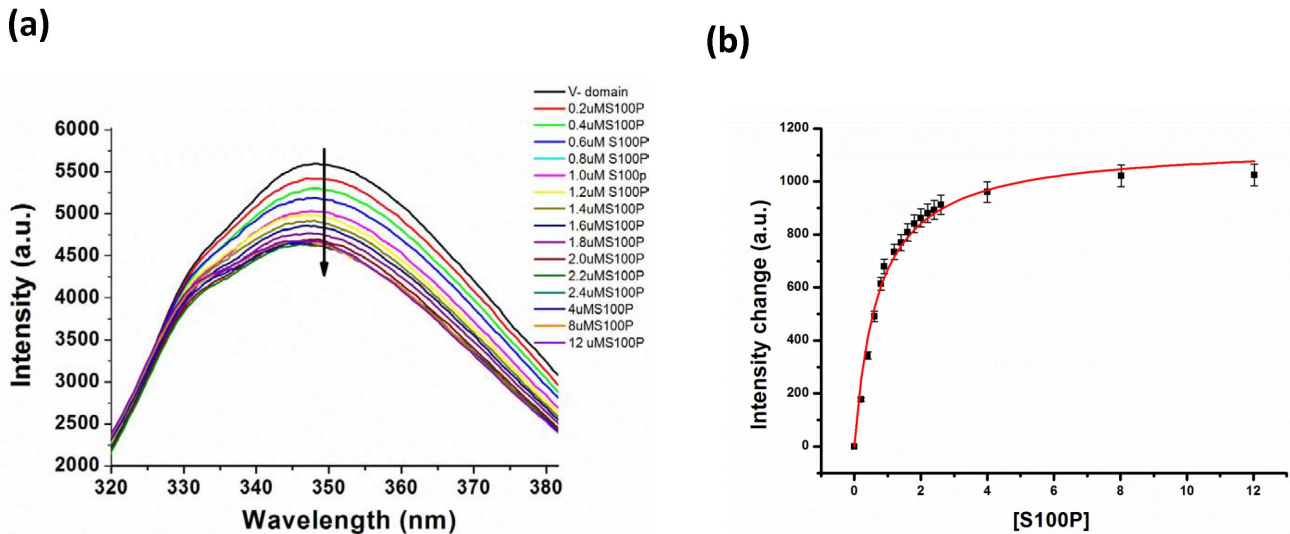 (a)
(b)
V- domain
0.2uMS100P
0.4uMS100P
0.6uM S100P
0.8uM S100P
1.0uM S100p
1.2uM S100P
1.4uMS100P
1.6uMS100P
1.8uMS100P
2.0uMS100P
2.2uMS100P
2.4uMS100P
4uMS100P
8uMS100P
12 uMS100P
6000
5500
5000
4500
4000
3500
3000
2500
2000
Intensity (a.u.)
320 330 340 350 360 370 380
Wavelength (nm)
1200
1000
800
600
400
200
0
Intensity change (a.u.)
0 2 4 6 8 10 12
[S100P]